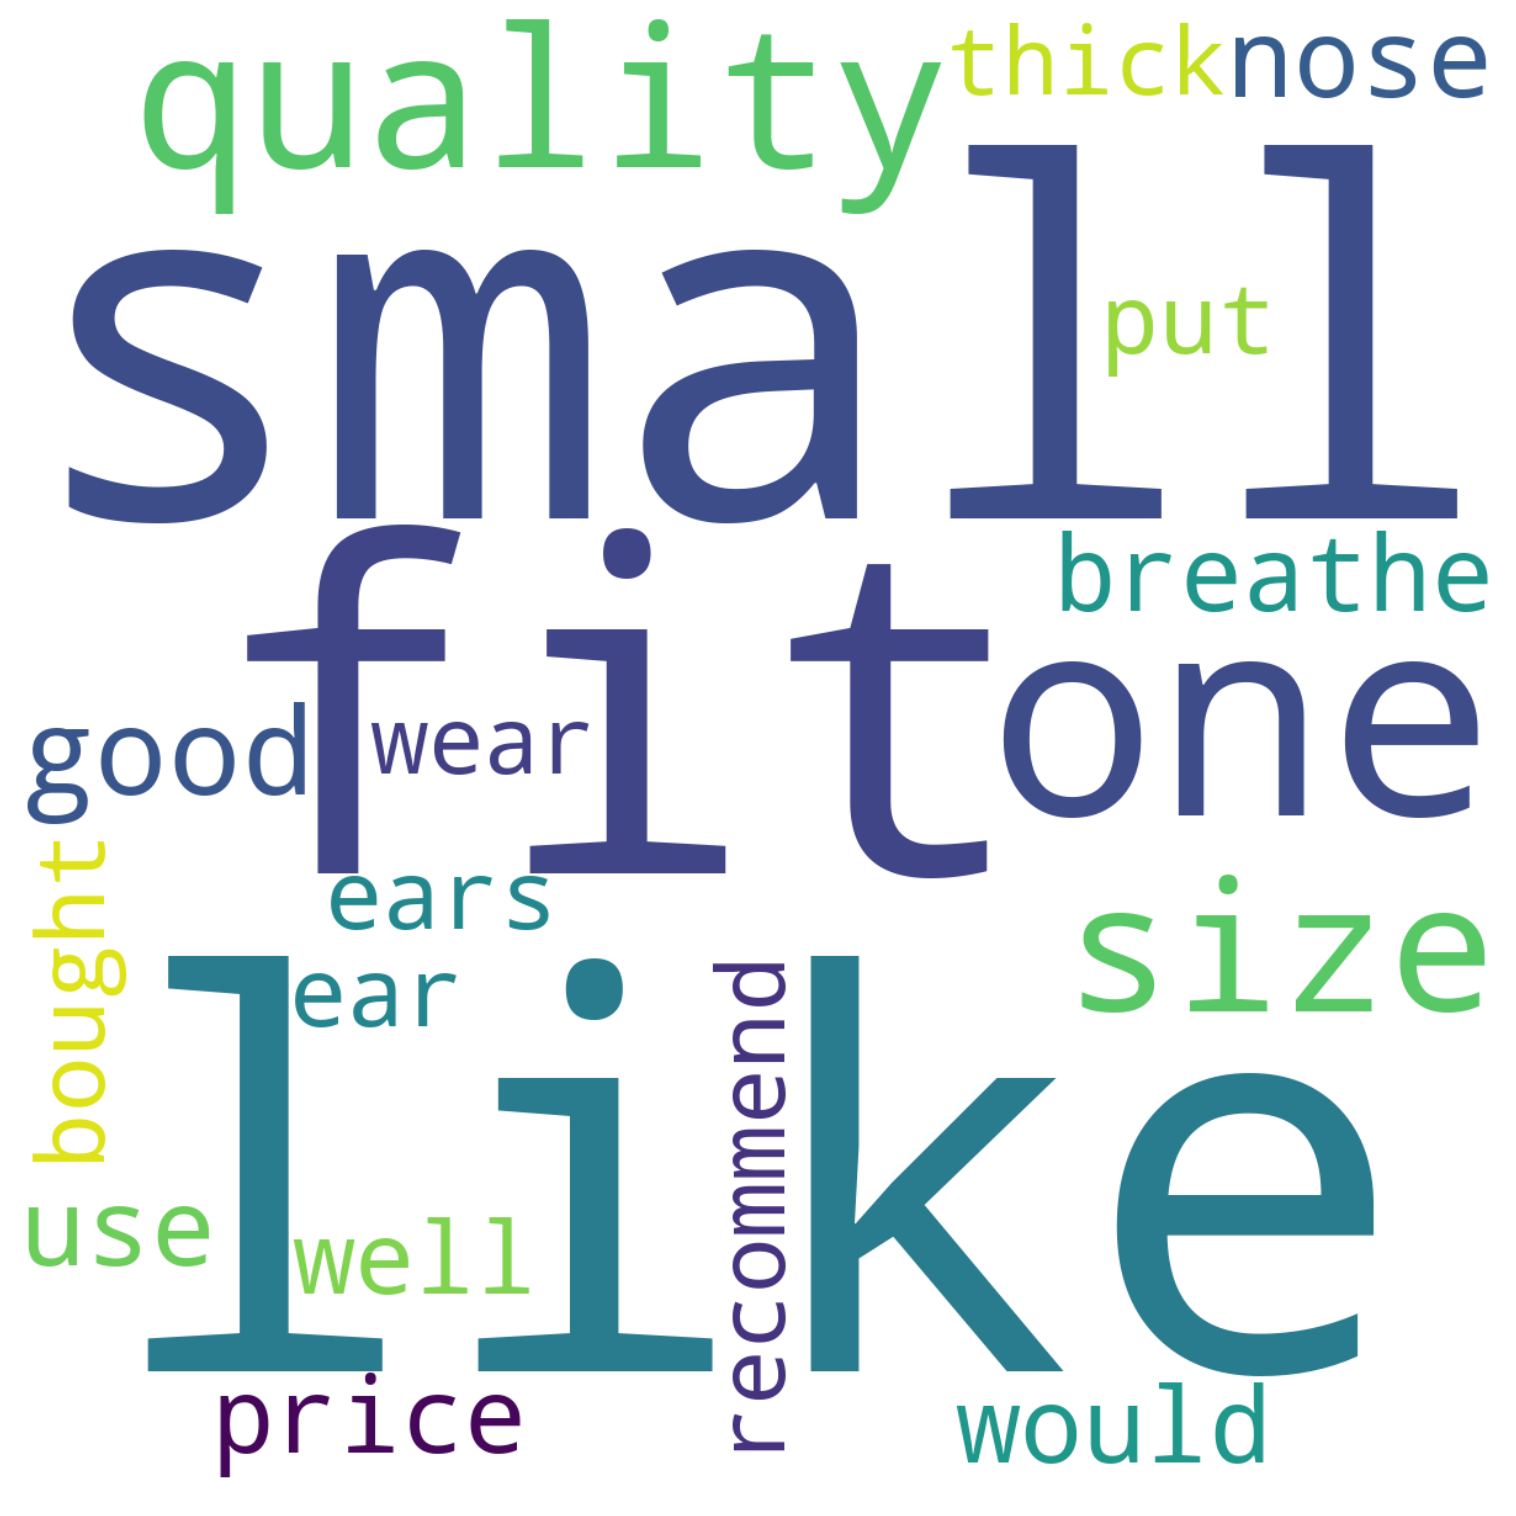 quality
thick
nose
small
put
fit
breathe
one
good
wear
ears
size
bought
ear
like
recommend
use
well
price
would